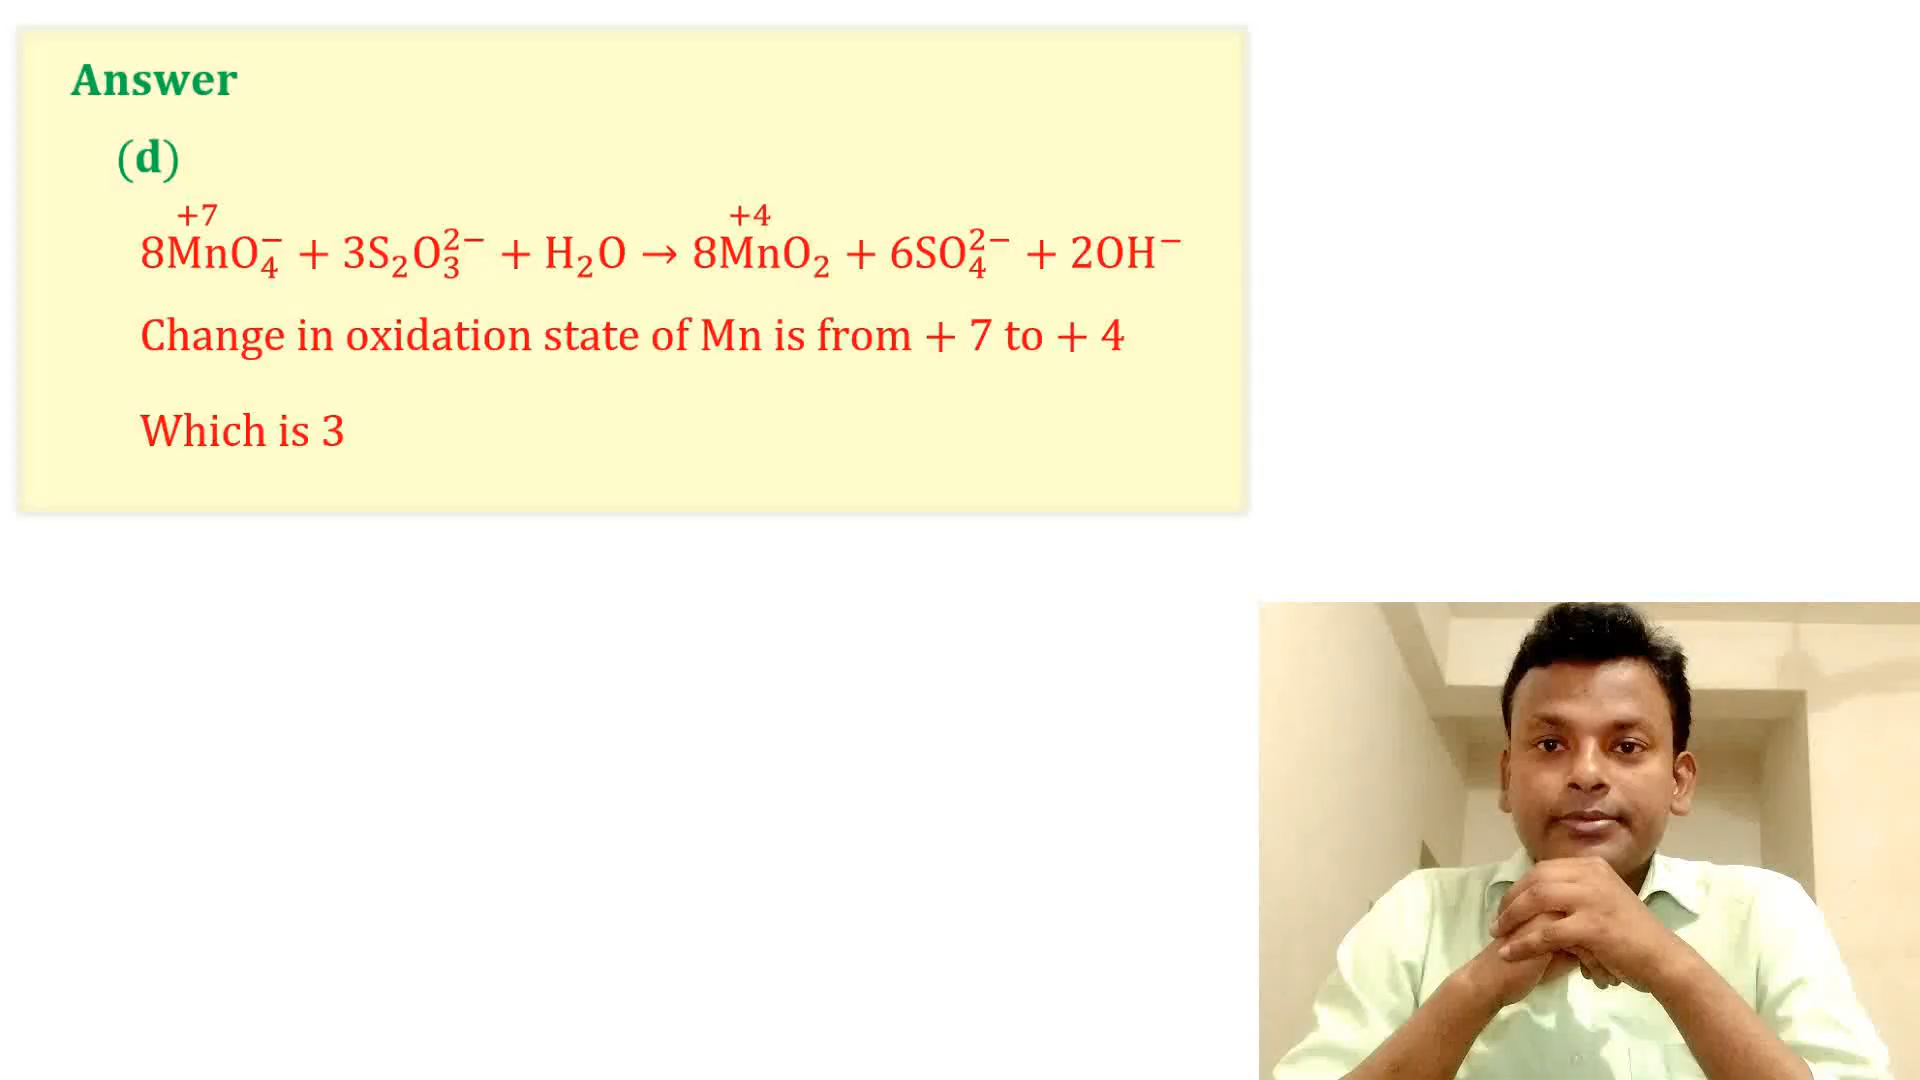 Answer
(d)
+7 +4
8MnO₄⁻ + 3S₂O₃²⁻ + H₂O → 8MnO₂ + 6SO₄²⁻ + 2OH⁻
Change in oxidation state of Mn is from + 7 to + 4
Which is 3